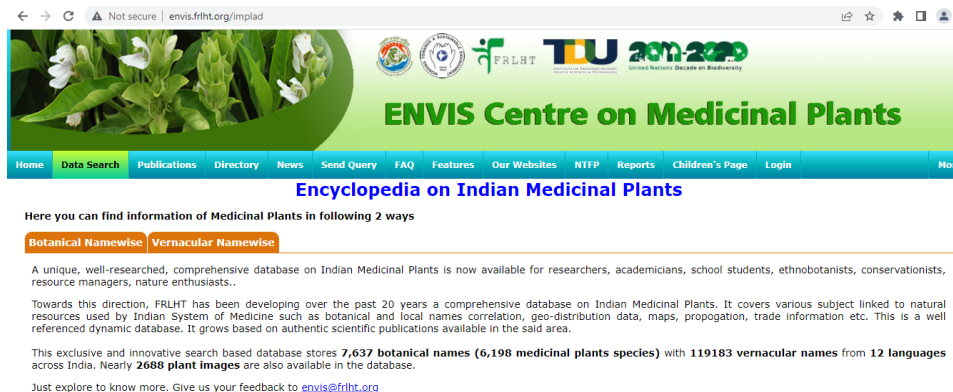 Not secure | envis.frlht.org/implad
FRLHT TDU 2011-2020
United Nations Decade on Biodiversity
ENVIS Centre on Medicinal Plants
Home Data Search Publications Directory News Send Query FAQ Features Our Websites NTFP Reports Children's Page Login Mo
Encyclopedia on Indian Medicinal Plants
Here you can find information of Medicinal Plants in following 2 ways
Botanical Namewise Vernacular Namewise
A unique, well-researched, comprehensive database on Indian Medicinal Plants is now available for researchers, academicians, school students, ethnobotanists, conservationists,
resource managers, nature enthusiasts..
Towards this direction, FRLHT has been developing over the past 20 years a comprehensive database on Indian Medicinal Plants. It covers various subject linked to natural
resources used by Indian System of Medicine such as botanical and local names correlation, geo-distribution data, maps, propogation, trade information etc. This is a well
referenced dynamic database. It grows based on authentic scientific publications available in the said area.
This exclusive and innovative search based database stores 7,637 botanical names (6,198 medicinal plants species) with 119183 vernacular names from 12 languages
across India. Nearly 2688 plant images are also available in the database.
Just explore to know more. Give us your feedback to envis@frlht.org